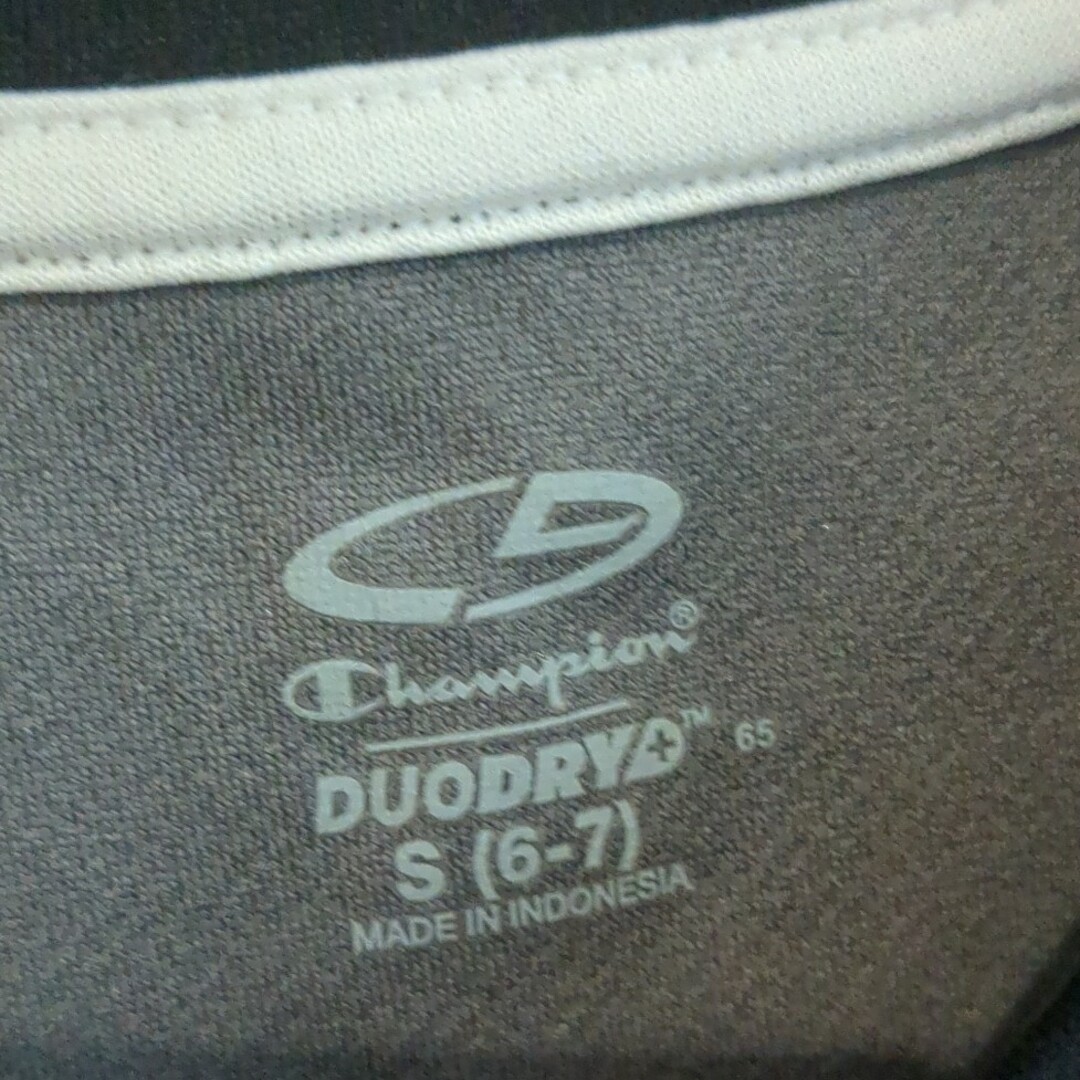 Champion®
DUODRY+™ 65
S (6-7)
MADE IN INDONESIA